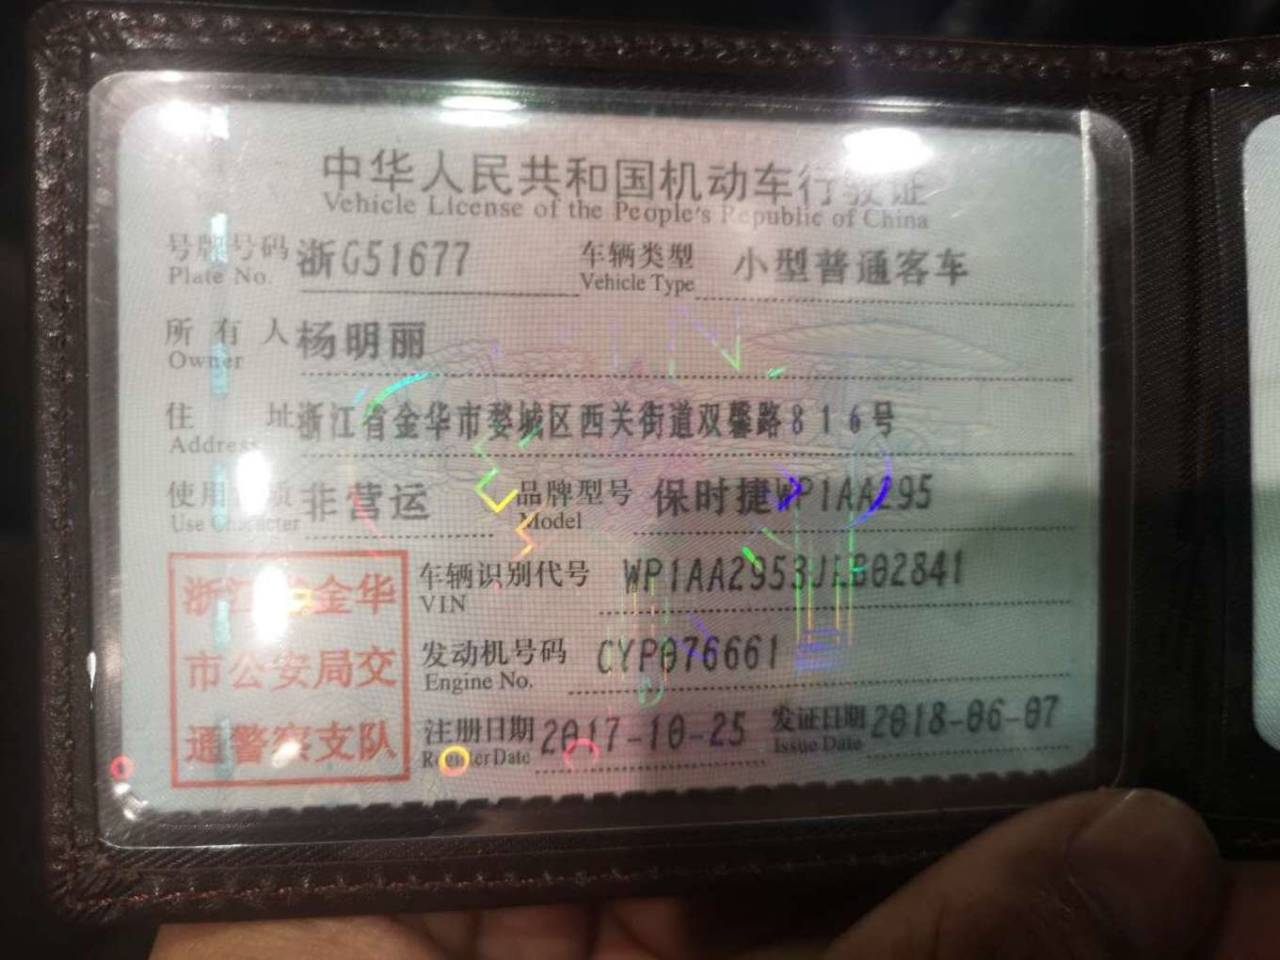 中华人民共和国机动车行驶证
Vehicle License of the People's Republic of China
号牌号码 浙G51677 车辆类型 小型普通客车
Plate No. Vehicle Type
所有人 杨明丽
Owner
住址 浙江省金华市婺城区西关街道双馨路816号
Address
使用性质 非营运 品牌型号 保时捷WP1AA295
Use Character Model
车辆识别代号 WP1AA2953JLB02841
VIN
发动机号码 CYP076661
Engine No.
注册日期 2017-10-25 发证日期 2018-06-07
Register Date Issue Date
浙江省金华
市公安局交
通警察支队